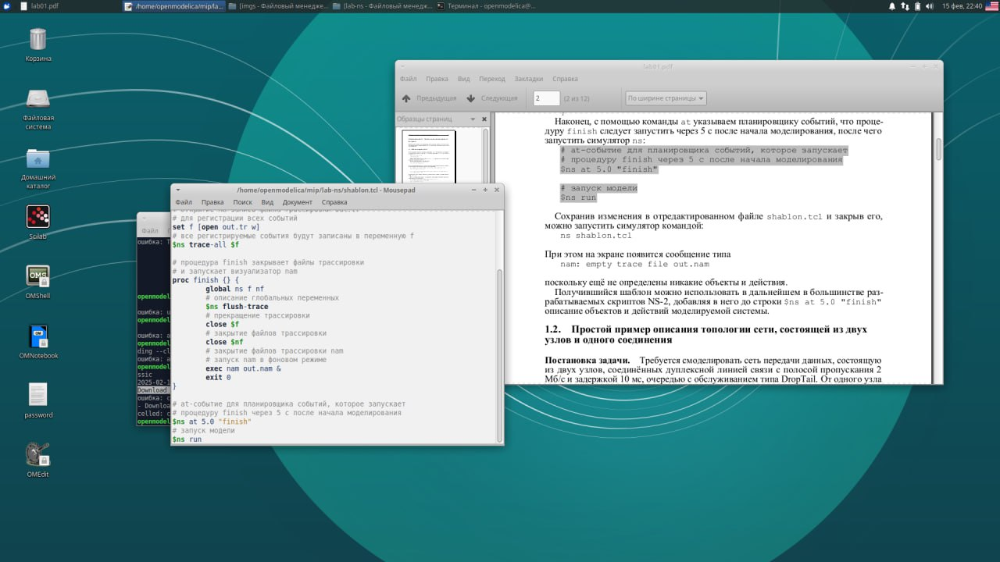 lab01.pdf
/home/openmodelica/mip/la...
[imgs - Файловый менедже...
[lab-ns - Файловый менедж...
Терминал - openmodelica@...
15 фев, 22:40
Корзина
Файловая
система
Домашний
каталог
Scilab
OMShell
OMNotebook
password
OMEdit
lab01.pdf
Файл Правка Вид Переход Закладки Справка
Предыдущая Следующая 2 (2 из 12) По ширине страницы
Образцы страниц
Наконец, с помощью команды at указываем планировщику событий, что проце-
дуру finish следует запустить через 5 с после начала моделирования, после чего
запустить симулятор ns:
# at-событие для планировщика событий, которое запускает
# процедуру finish через 5 с после начала моделирования
$ns at 5.0 "finish"
# запуск модели
$ns run
Сохранив изменения в отредактированном файле shablon.tcl и закрыв его,
можно запустить симулятор командой:
ns shablon.tcl
При этом на экране появится сообщение типа
nam: empty trace file out.nam
поскольку ещё не определены никакие объекты и действия.
Получившийся шаблон можно использовать в дальнейшем в большинстве раз-
рабатываемых скриптов NS-2, добавляя в него до строки $ns at 5.0 "finish"
описание объектов и действий моделируемой системы.
1.2. Простой пример описания топологии сети, состоящей из двух
узлов и одного соединения
Постановка задачи. Требуется смоделировать сеть передачи данных, состоящую
из двух узлов, соединённых дуплексной линией связи с полосой пропускания 2
Мб/с и задержкой 10 мс, очередью с обслуживанием типа DropTail. От одного узла
/home/openmodelica/mip/lab-ns/shablon.tcl - Mousepad
Файл Правка Поиск Вид Документ Справка
# для регистрации всех событий
set f [open out.tr w]
# все регистрируемые события будут записаны в переменную f
$ns trace-all $f
# процедура finish закрывает файлы трассировки
# и запускает визуализатор nam
proc finish {} {
global ns f nf
# описание глобальных переменных
$ns flush-trace
# прекращение трассировки
close $f
# закрытие файлов трассировки
close $nf
# закрытие файлов трассировки nam
# запуск nam в фоновом режиме
exec nam out.nam &
exit 0
}
# at-событие для планировщика событий, которое запускает
# процедуру finish через 5 с после начала моделирования
$ns at 5.0 "finish"
# запуск модели
$ns run
Файл
ошибка: T
openmodel
ошибка: u
openmodel
ошибка: а
openmodel
ding --cl
ошибка: а
openmodel
ssic
2025-02-1
Download
ошибка: с
- Downloa
celled: c
openmodel